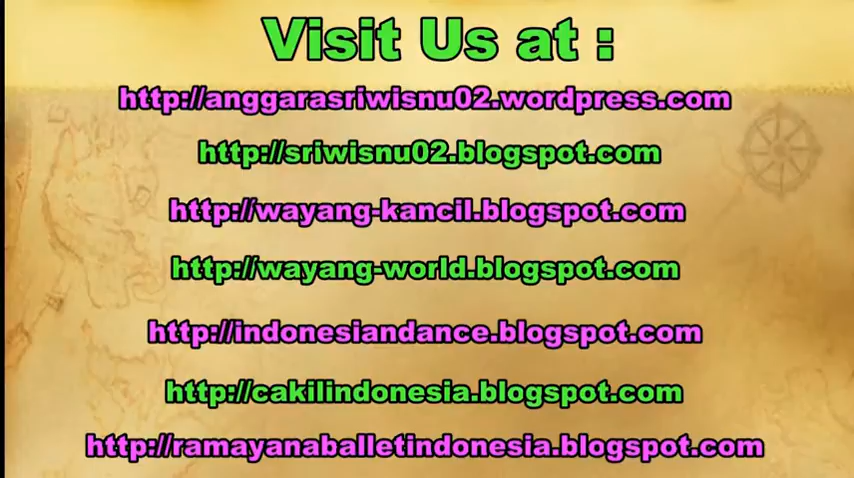 Visit Us at :
http://anggarasriwisnu02.wordpress.com
http://sriwisnu02.blogspot.com
http://wayang-kancil.blogspot.com
http://wayang-world.blogspot.com
http://indonesiandance.blogspot.com
http://cakilindonesia.blogspot.com
http://ramayanaballetindonesia.blogspot.com